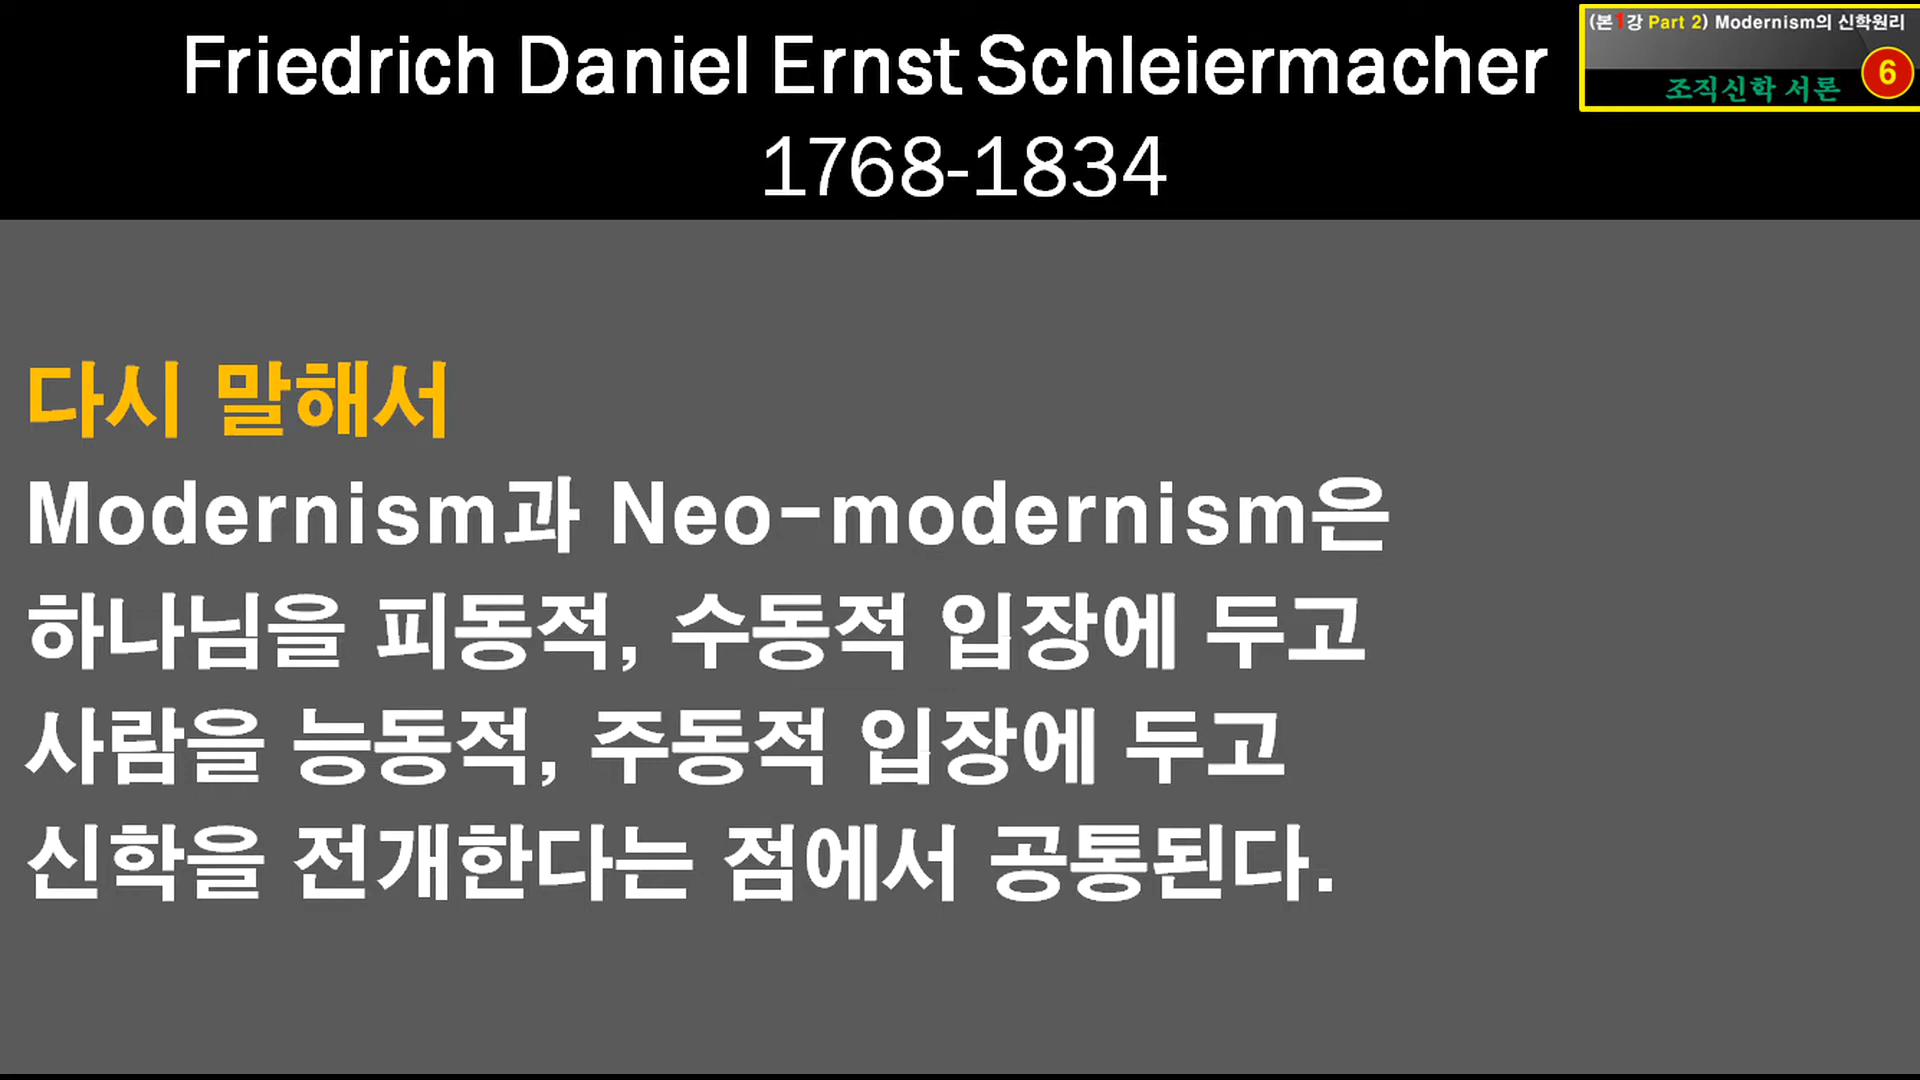 Friedrich Daniel Ernst Schleiermacher
1768-1834
(본1강 Part 2) Modernism의 신학원리
조직신학 서론
6
다시 말해서
Modernism과 Neo-modernism은
하나님을 피동적, 수동적 입장에 두고
사람을 능동적, 주동적 입장에 두고
신학을 전개한다는 점에서 공통된다.